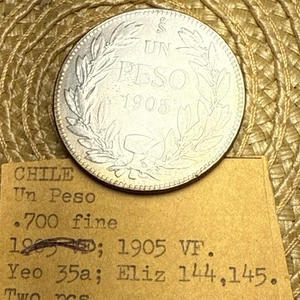 UN
PESO
1905
CHILE
Un Peso
.700 fine
; 1905 VF.
Yeo 35a; Eliz 144,145.
Two pcs